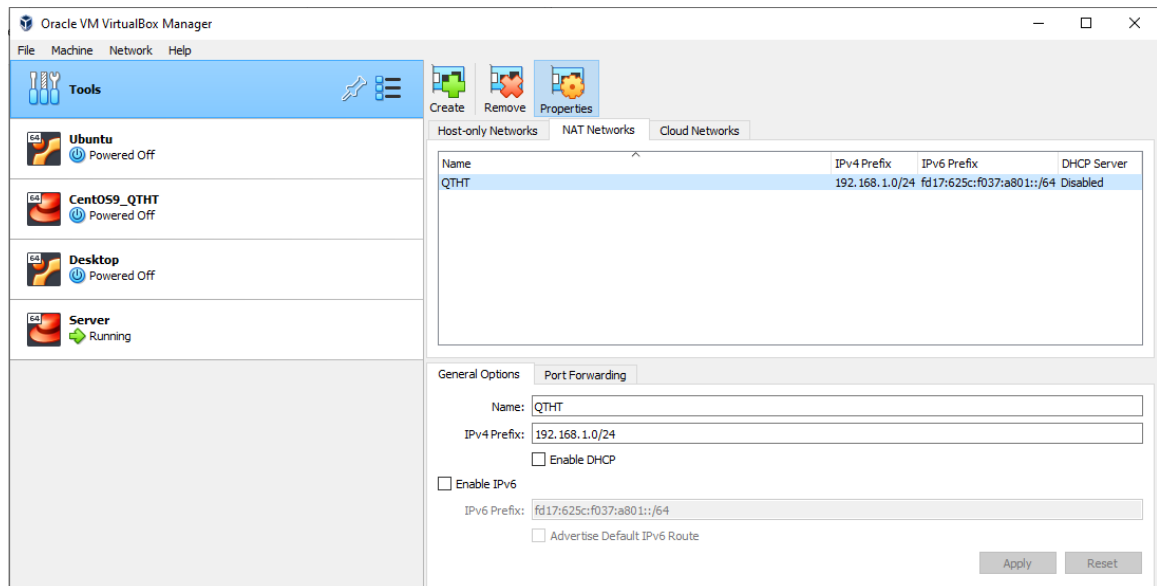 Oracle VM VirtualBox Manager
File Machine Network Help
Tools
64 Ubuntu
Powered Off
64 CentOS9_QTHT
Powered Off
64 Desktop
Powered Off
64 Server
Running
Create Remove Properties
Host-only Networks NAT Networks Cloud Networks
Name IPv4 Prefix IPv6 Prefix DHCP Server
QTHT 192.168.1.0/24 fd17:625c:f037:a801::/64 Disabled
General Options Port Forwarding
Name: QTHT
IPv4 Prefix: 192.168.1.0/24
Enable DHCP
Enable IPv6
IPv6 Prefix: fd17:625c:f037:a801::/64
Advertise Default IPv6 Route
Apply Reset